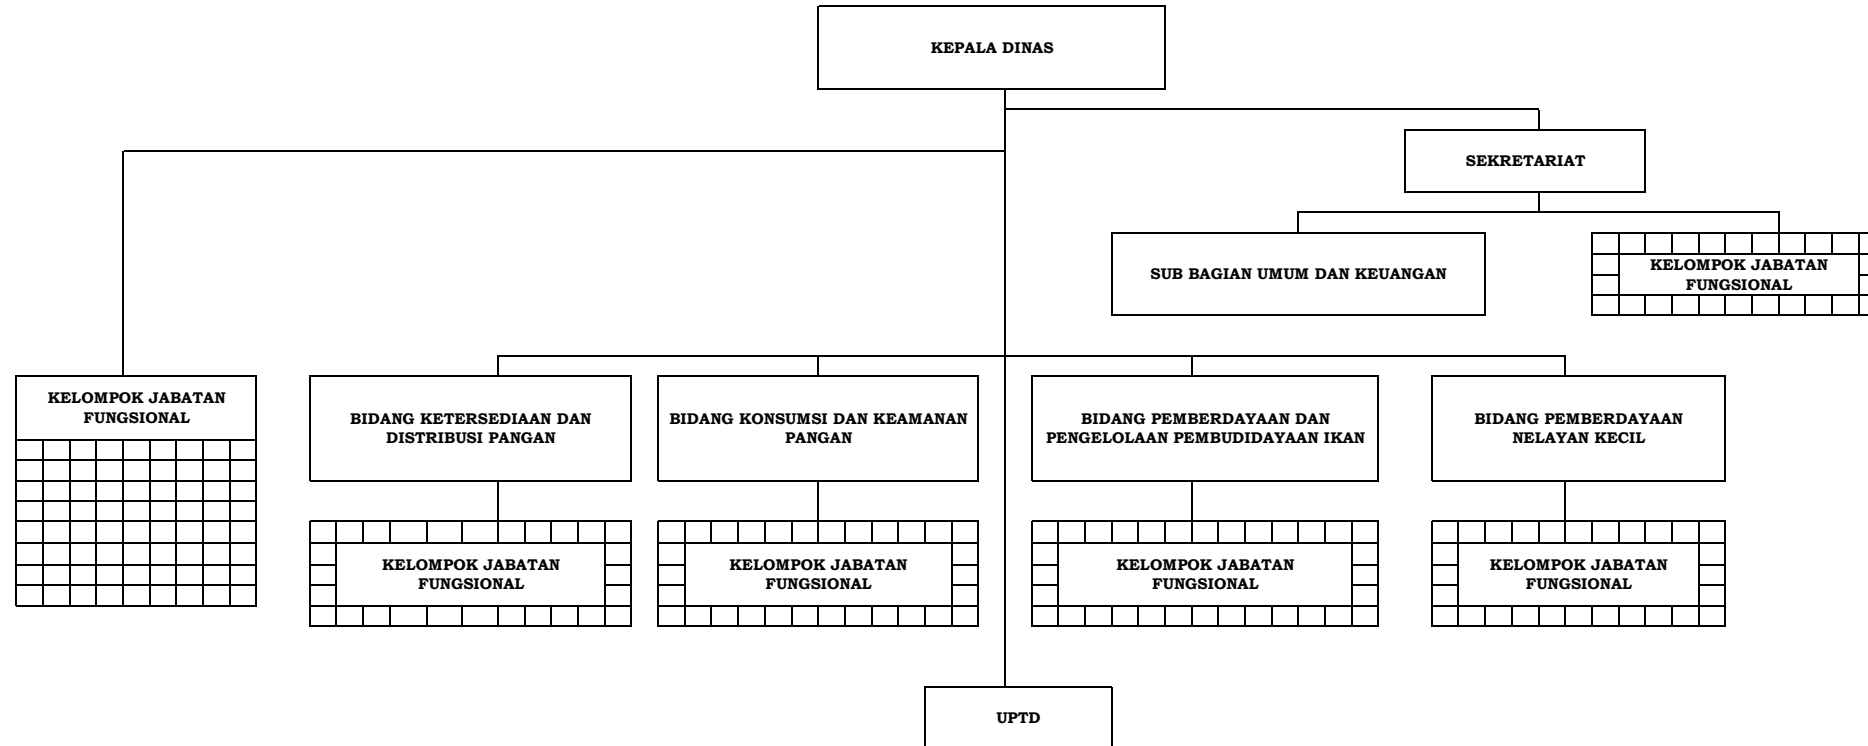 KEPALA DINAS
SEKRETARIAT
SUB BAGIAN UMUM DAN KEUANGAN
KELOMPOK JABATAN
FUNGSIONAL
KELOMPOK JABATAN
FUNGSIONAL
BIDANG KETERSEDIAAN DAN
DISTRIBUSI PANGAN
BIDANG KONSUMSI DAN KEAMANAN
PANGAN
BIDANG PEMBERDAYAAN DAN
PENGELOLAAN PEMBUDIDAYAAN IKAN
BIDANG PEMBERDAYAAN
NELAYAN KECIL
KELOMPOK JABATAN
FUNGSIONAL
KELOMPOK JABATAN
FUNGSIONAL
KELOMPOK JABATAN
FUNGSIONAL
KELOMPOK JABATAN
FUNGSIONAL
UPTD